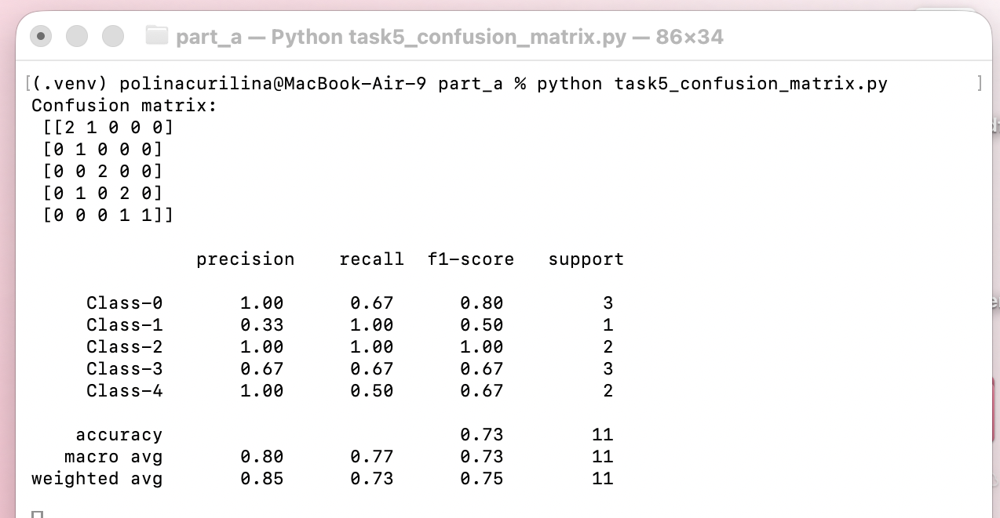 part_a — Python task5_confusion_matrix.py — 86×34
[(.venv) polinacurilina@MacBook-Air-9 part_a % python task5_confusion_matrix.py ]
Confusion matrix:
[[2 1 0 0 0]
[0 1 0 0 0]
[0 0 2 0 0]
[0 1 0 2 0]
[0 0 0 1 1]]
precision recall f1-score support
Class-0 1.00 0.67 0.80 3
Class-1 0.33 1.00 0.50 1
Class-2 1.00 1.00 1.00 2
Class-3 0.67 0.67 0.67 3
Class-4 1.00 0.50 0.67 2
accuracy 0.73 11
macro avg 0.80 0.77 0.73 11
weighted avg 0.85 0.73 0.75 11